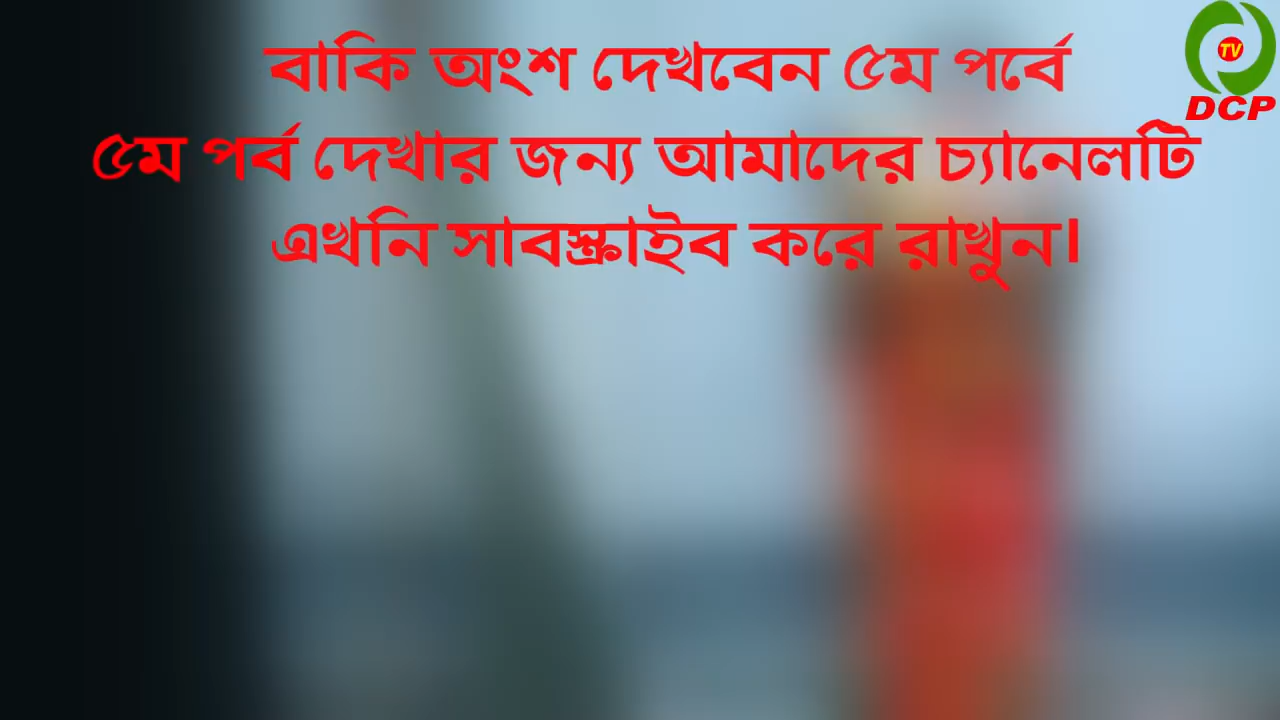 বাকি অংশ দেখবেন ৫ম পর্বে
৫ম পর্ব দেখার জন্য আমাদের চ্যানেলটি
এখনি সাবস্ক্রাইব করে রাখুন।
TV
DCP